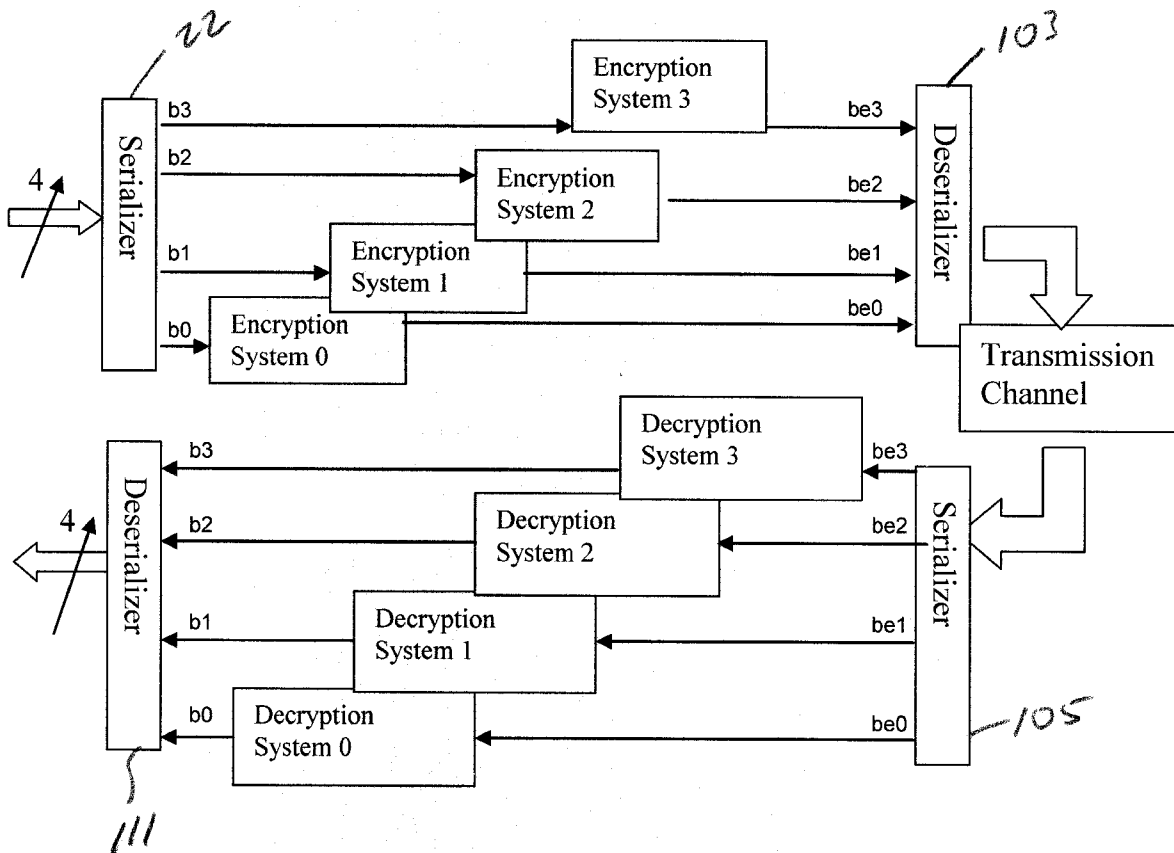 22
103
Serializer
4
b3
Encryption
System 3
be3
b2
Encryption
System 2
be2
b1
Encryption
System 1
be1
b0
Encryption
System 0
be0
Deserializer
Transmission
Channel
Deserializer
4
b3
Decryption
System 3
be3
b2
Decryption
System 2
be2
b1
Decryption
System 1
be1
b0
Decryption
System 0
be0
Serializer
105
111